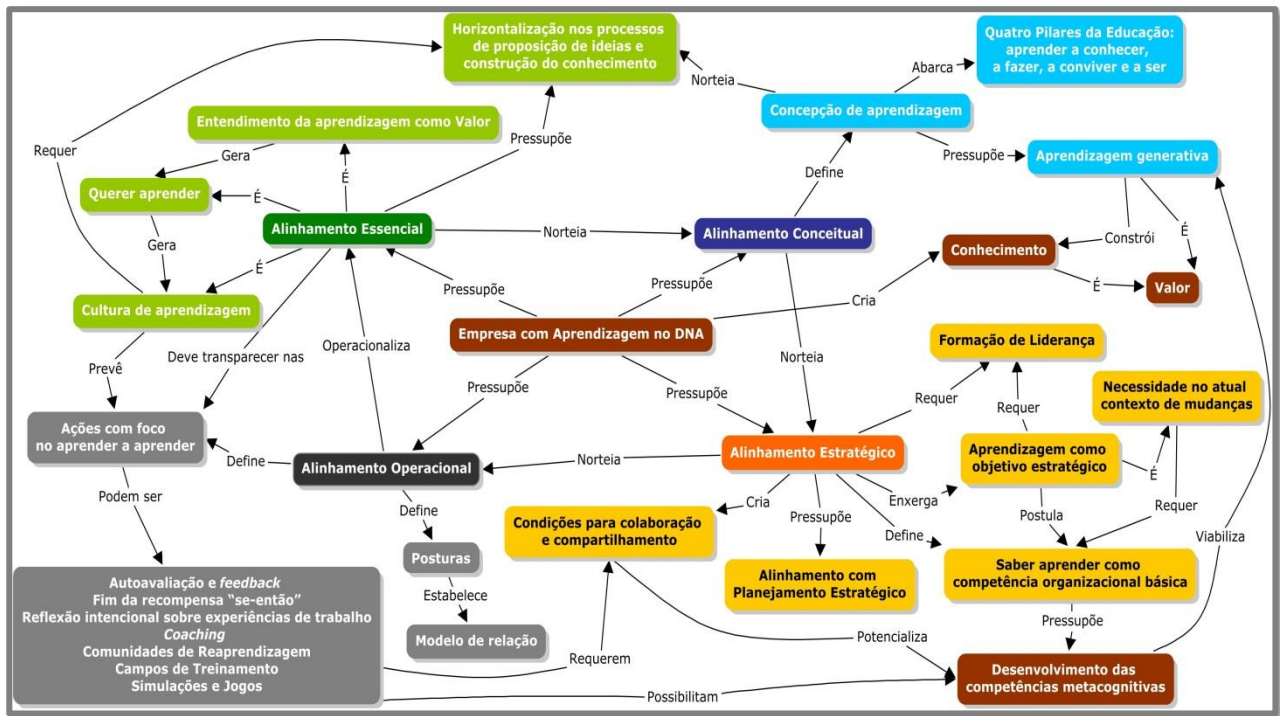 Horizontalização nos processos
de proposição de ideias e
construção do conhecimento
Quatro Pilares da Educação:
aprender a conhecer,
a fazer, a conviver e a ser
Abarca
Norteia
Concepção de aprendizagem
Entendimento da aprendizagem como Valor
Pressupõe
Requer
Gera
Pressupõe
Aprendizagem generativa
Define
É
Querer aprender
É
Alinhamento Essencial
Norteia
Alinhamento Conceitual
Gera
Constrói
É
Conhecimento
É
É
Valor
Pressupõe
Pressupõe
Cria
Cultura de aprendizagem
Empresa com Aprendizagem no DNA
Formação de Liderança
Operacionaliza
Deve transparecer nas
Prevê
Norteia
Pressupõe
Pressupõe
Requer
Requer
Necessidade no atual
contexto de mudanças
Ações com foco
no aprender a aprender
Define
Alinhamento Operacional
Norteia
Alinhamento Estratégico
Aprendizagem como
objetivo estratégico
É
Podem ser
Define
Cria
Pressupõe
Enxerga
Define
Postula
Requer
Viabiliza
Condições para colaboração
e compartilhamento
Posturas
Alinhamento com
Planejamento Estratégico
Saber aprender como
competência organizacional básica
Estabelece
Modelo de relação
Autoavaliação e feedback
Fim da recompensa “se-então”
Reflexão intencional sobre experiências de trabalho
Coaching
Comunidades de Reaprendizagem
Campos de Treinamento
Simulações e Jogos
Requerem
Potencializa
Pressupõe
Possibilitam
Desenvolvimento das
competências metacognitivas